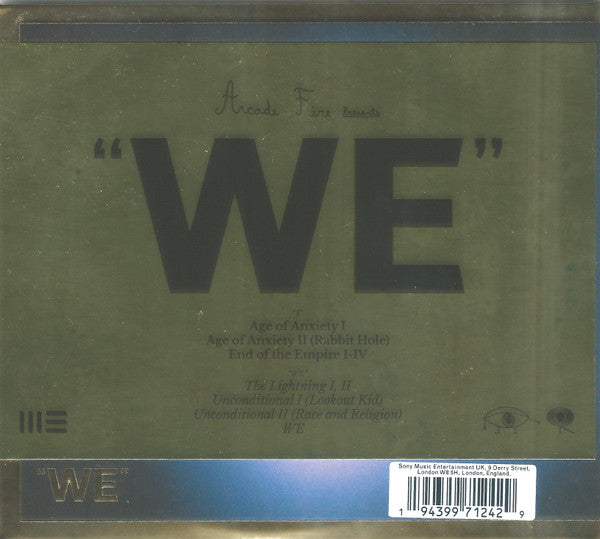 Arcade Fire Presents
"WE"
"I"
Age of Anxiety I
Age of Anxiety II (Rabbit Hole)
End of the Empire I-IV
"WE"
The Lightning I, II
Unconditional I (Lookout Kid)
Unconditional II (Race and Religion)
WE
"WE"
Sony Music Entertainment UK, 9 Derry Street,
London W8 5H, London, England.
1 94399 71242 9